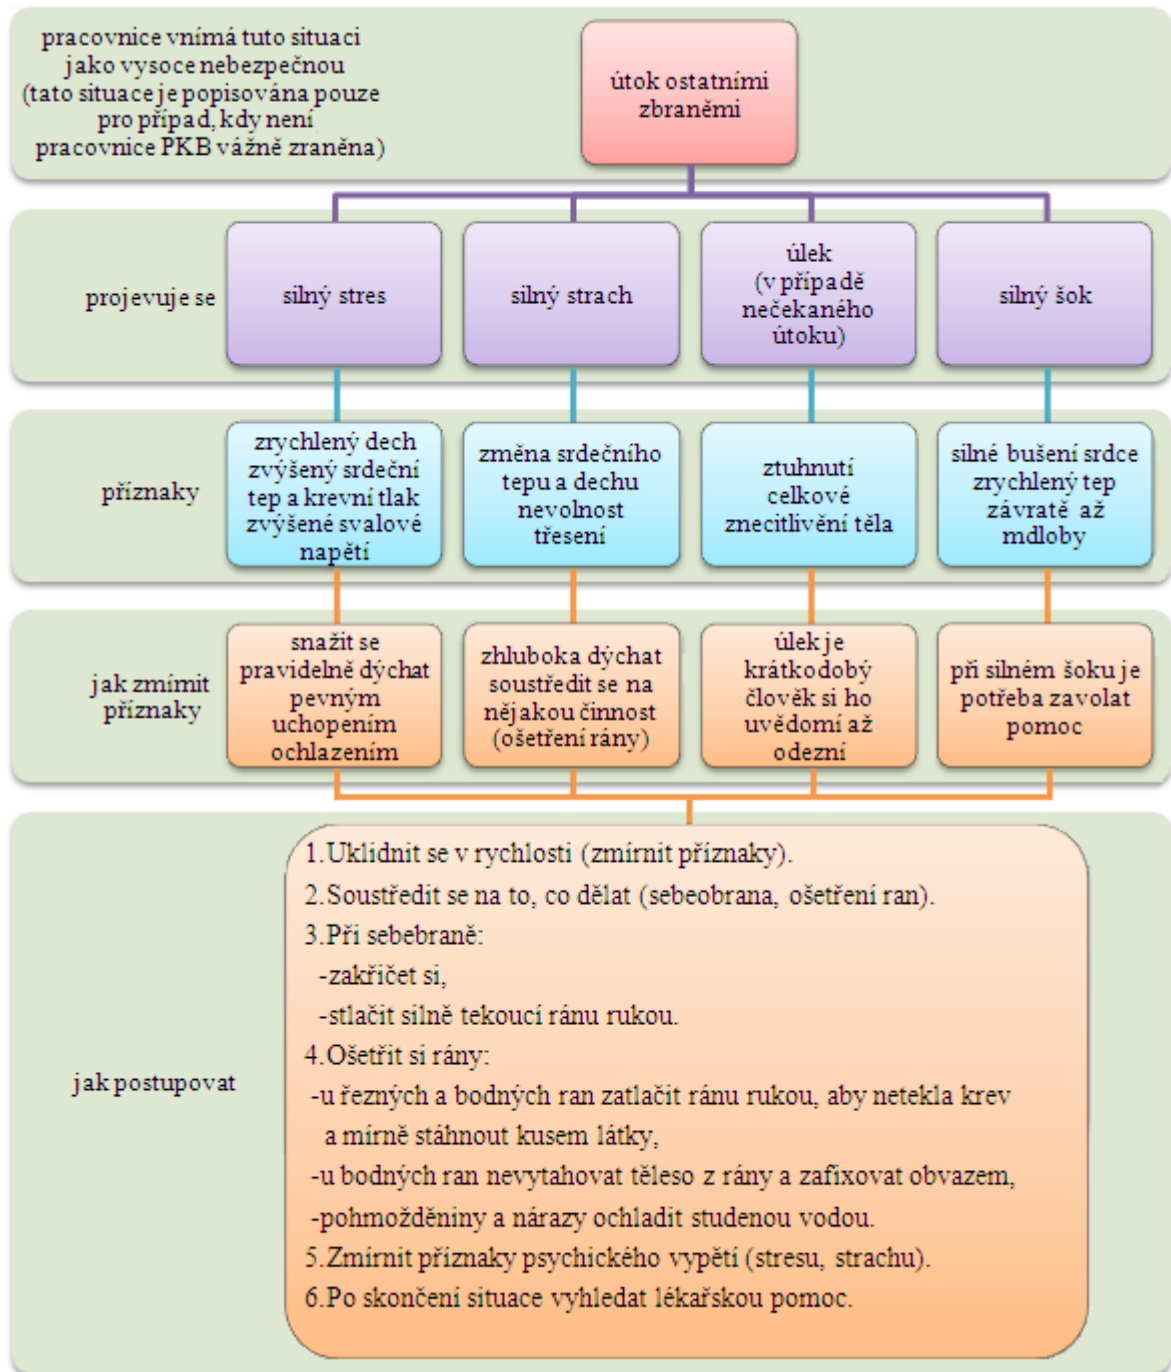 pracovnice vnímá tuto situaci
jako vysoce nebezpečnou
(tato situace je popisována pouze
pro případ, kdy není
pracovnice PKB vážně zraněna)
útok ostatními
zbraněmi
projevuje se
silný stres
silný strach
úlek
(v případě
nečekaného
útoku)
silný šok
příznaky
zrychlený dech
zvýšený srdeční
tep a krevní tlak
zvýšené svalové
napětí
změna srdečního
tepu a dechu
nevolnost
třesení
ztuhnutí
celkové
znecitlivění těla
silné bušení srdce
zrychlený tep
závratě až
mdloby
jak zmímit
příznaky
snažit se
pravidelně dýchat
pevným
uchopením
ochlazením
zhluboka dýchat
soustředit se na
nějakou činnost
(ošetření rány)
úlek je
krátkodobý
člověk si ho
uvědomí až
odezní
při silném šoku je
potřeba zavolat
pomoc
jak postupovat
1.Uklidnit se v rychlosti (zmírnit příznaky).
2.Soustředit se na to, co dělat (sebeobrana, ošetření ran).
3.Při sebebraně:
-zakřičet si,
-stlačit silně tekoucí ránu rukou.
4.Ošetřit si rány:
-u řezných a bodných ran zatlačit ránu rukou, aby netekla krev
a mírně stáhnout kusem látky,
-u bodných ran nevytahovat těleso z rány a zafixovat obvazem,
-pohmožděniny a nárazy ochladit studenou vodou.
5.Zmírnit příznaky psychického vypětí (stresu, strachu).
6.Po skončení situace vyhledat lékařskou pomoc.